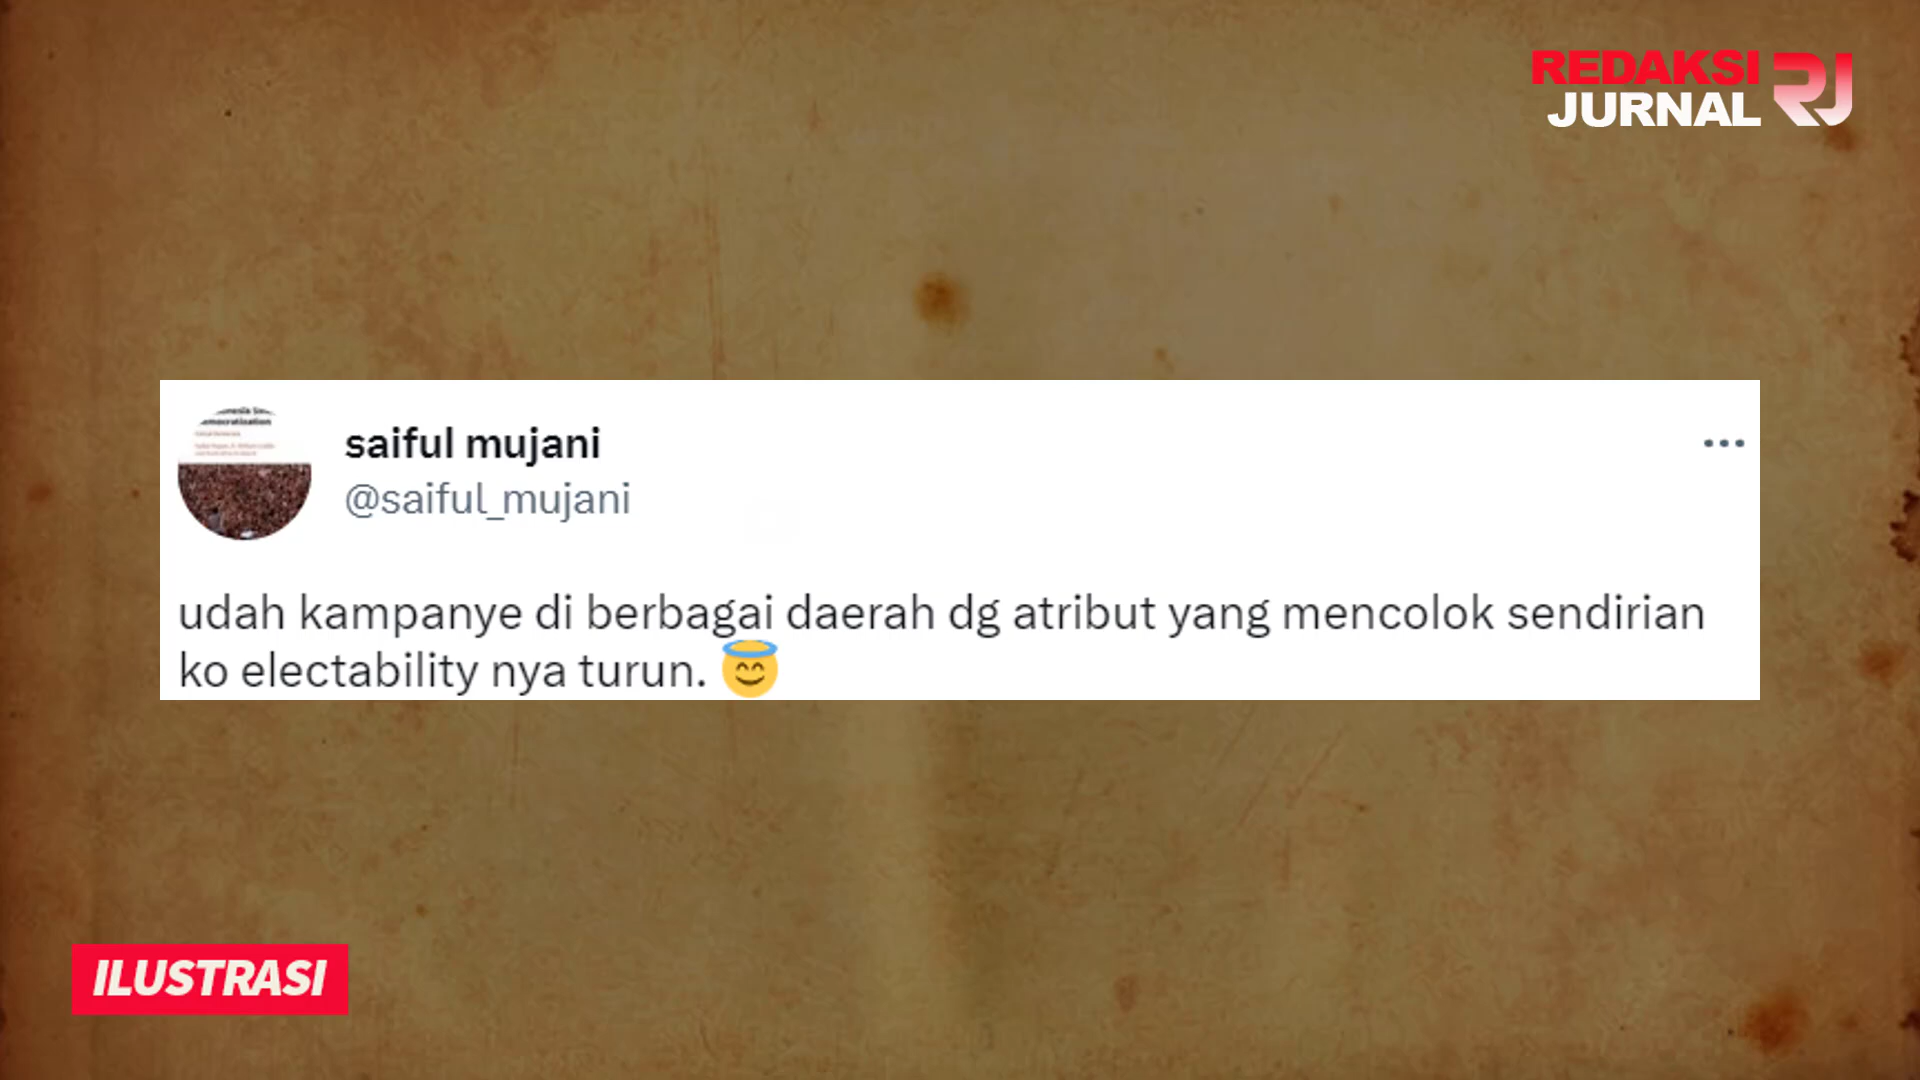 REDAKSI
JURNAL RJ
saiful mujani
@saiful_mujani
udah kampanye di berbagai daerah dg atribut yang mencolok sendirian
ko electability nya turun. 😇
ILUSTRASI